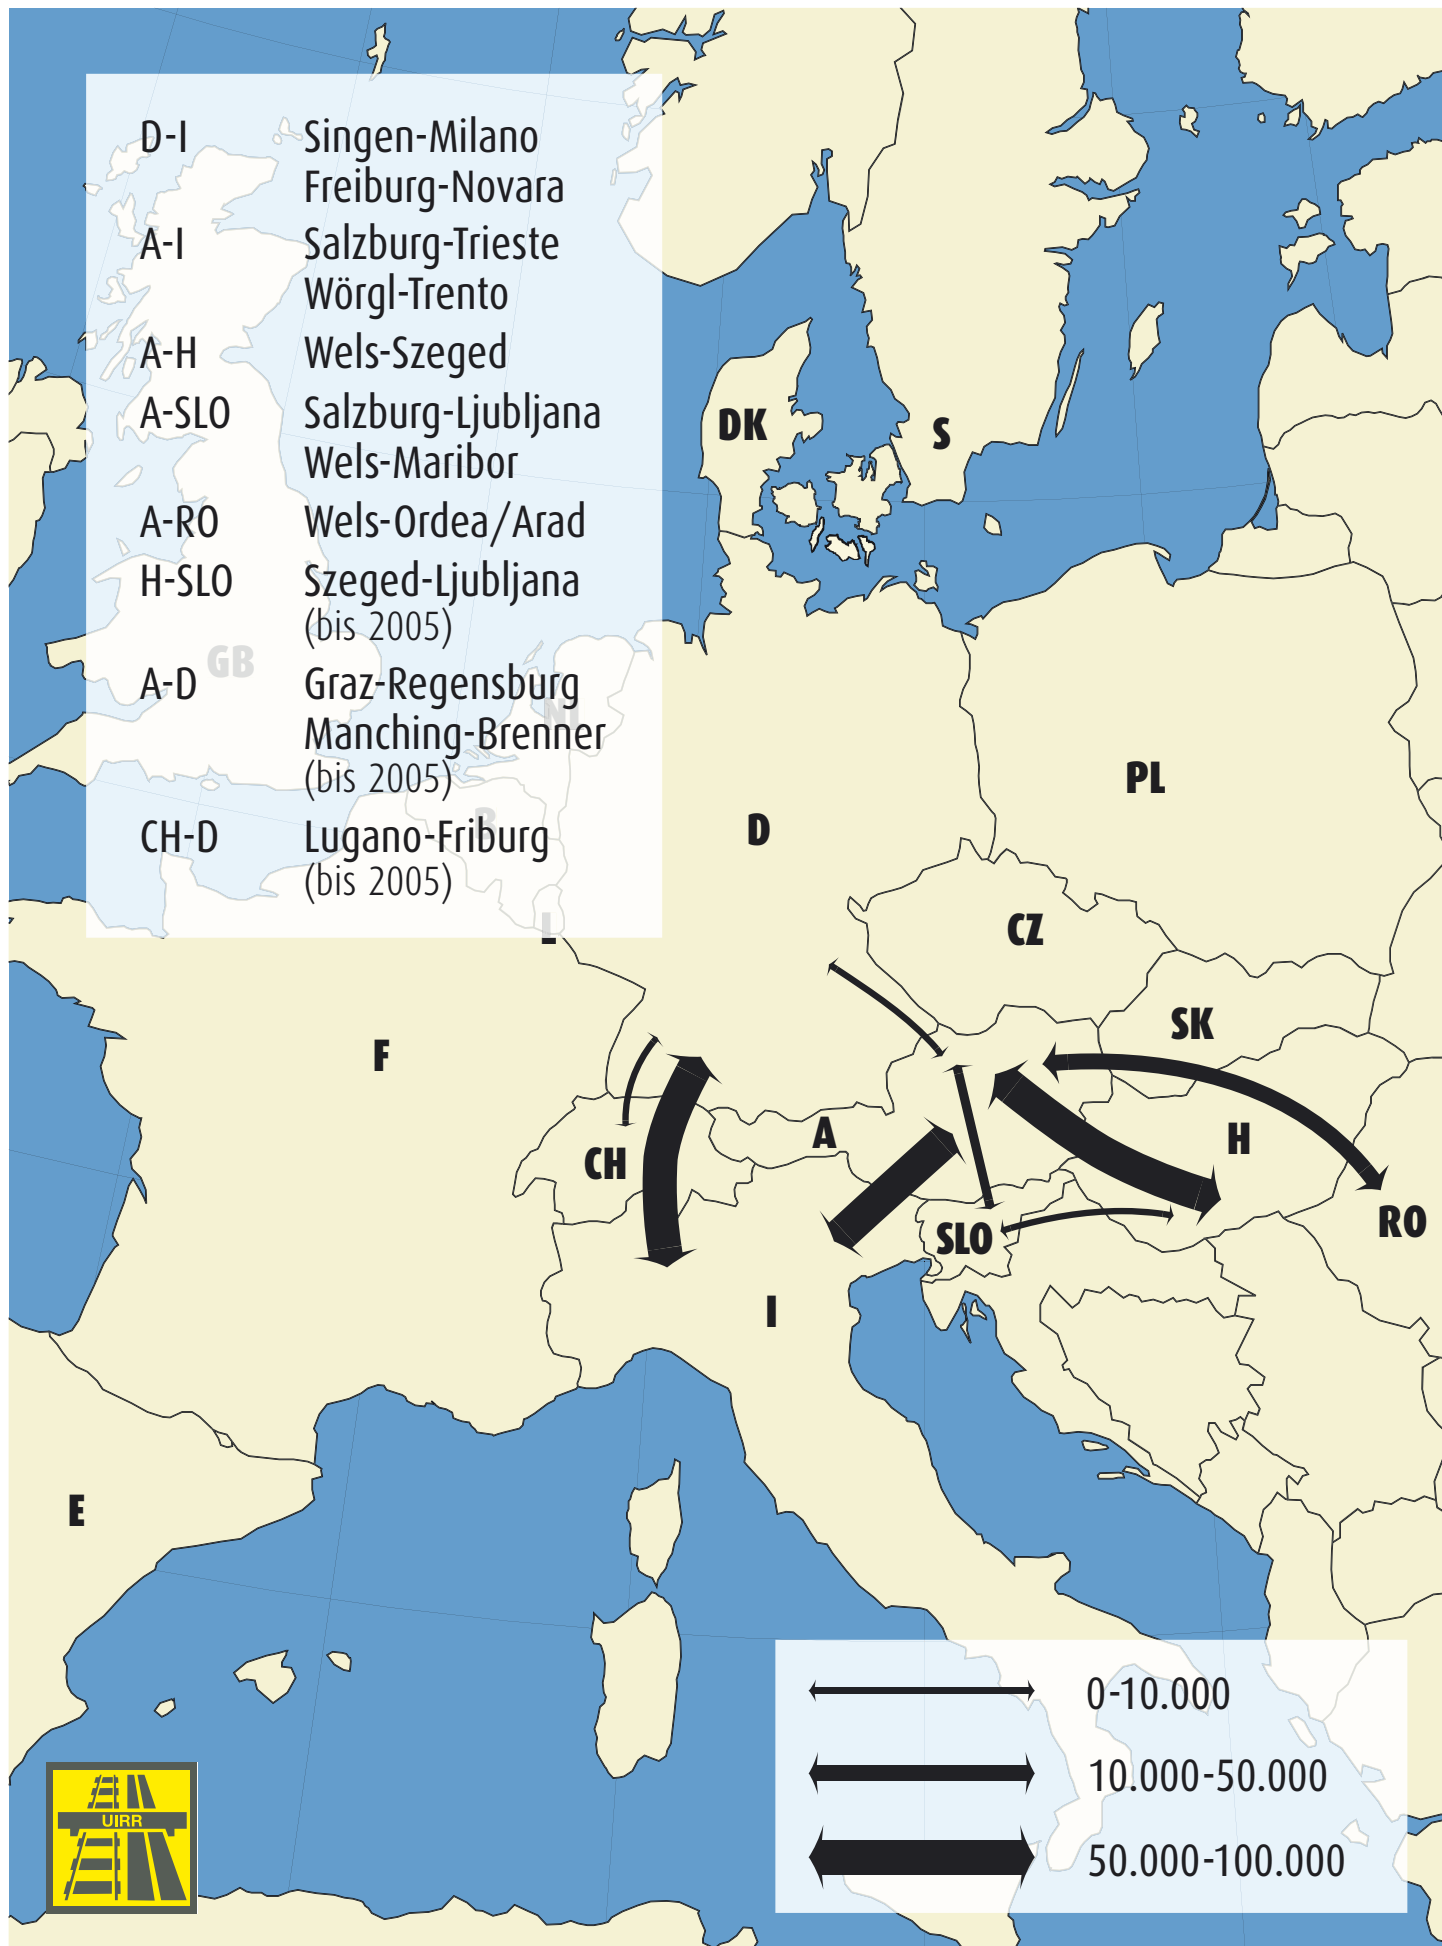 D-I Singen-Milano
Freiburg-Novara
A-I Salzburg-Trieste
Wörgl-Trento
A-H Wels-Szeged
A-SLO Salzburg-Ljubljana
Wels-Maribor
A-RO Wels-Ordea/Arad
H-SLO Szeged-Ljubljana
(bis 2005)
A-D Graz-Regensburg
Manching-Brenner
(bis 2005)
CH-D Lugano-Friburg
(bis 2005)
GB
NL
B
L
DK
S
PL
D
CZ
SK
F
A
H
CH
RO
SLO
I
E
0-10.000
10.000-50.000
50.000-100.000
UIRR